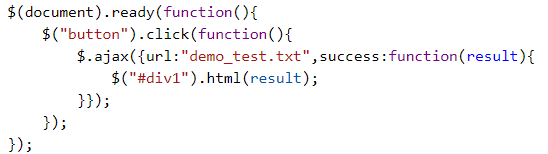 $(document).ready(function(){
    $("button").click(function(){
        $.ajax({url:"demo_test.txt",success:function(result){
            $("#div1").html(result);
        }});
    });
});